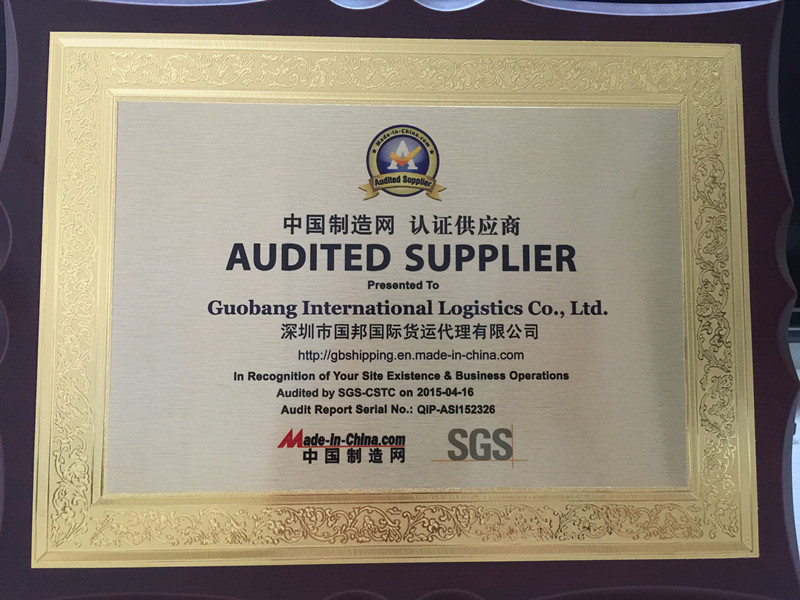 Made-in-China.com
Audited Supplier
中国制造网 认证供应商
AUDITED SUPPLIER
Presented To
Guobang International Logistics Co., Ltd.
深圳市国邦国际货运代理有限公司
http://gbshipping.en.made-in-china.com
In Recognition of Your Site Existence & Business Operations
Audited by SGS-CSTC on 2015-04-16
Audit Report Serial No.: QIP-ASI152326
Made-in-China.com
中国制造网
SGS